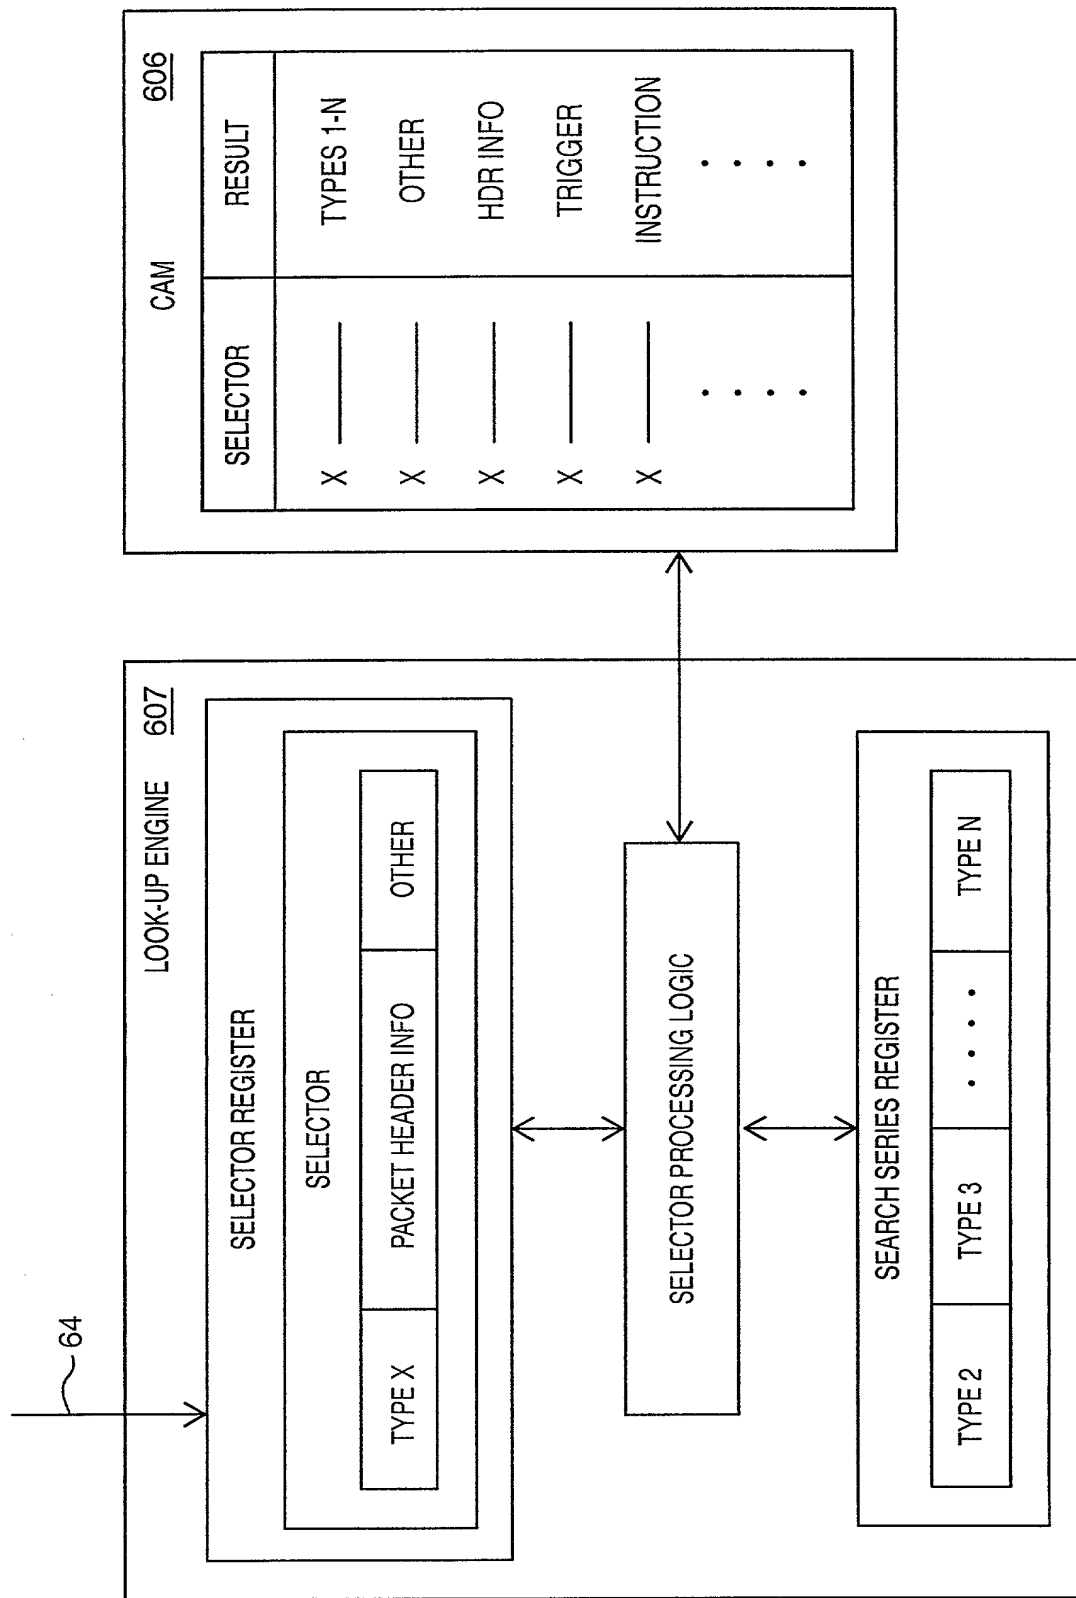 64
LOOK-UP ENGINE 607
SELECTOR REGISTER
SELECTOR
TYPE X
PACKET HEADER INFO
OTHER
SELECTOR PROCESSING LOGIC
SEARCH SERIES REGISTER
TYPE 2
TYPE 3
• • • •
TYPE N
CAM 606
SELECTOR RESULT
X TYPES 1-N
X OTHER
X HDR INFO
X TRIGGER
X INSTRUCTION
• • • • • • • •